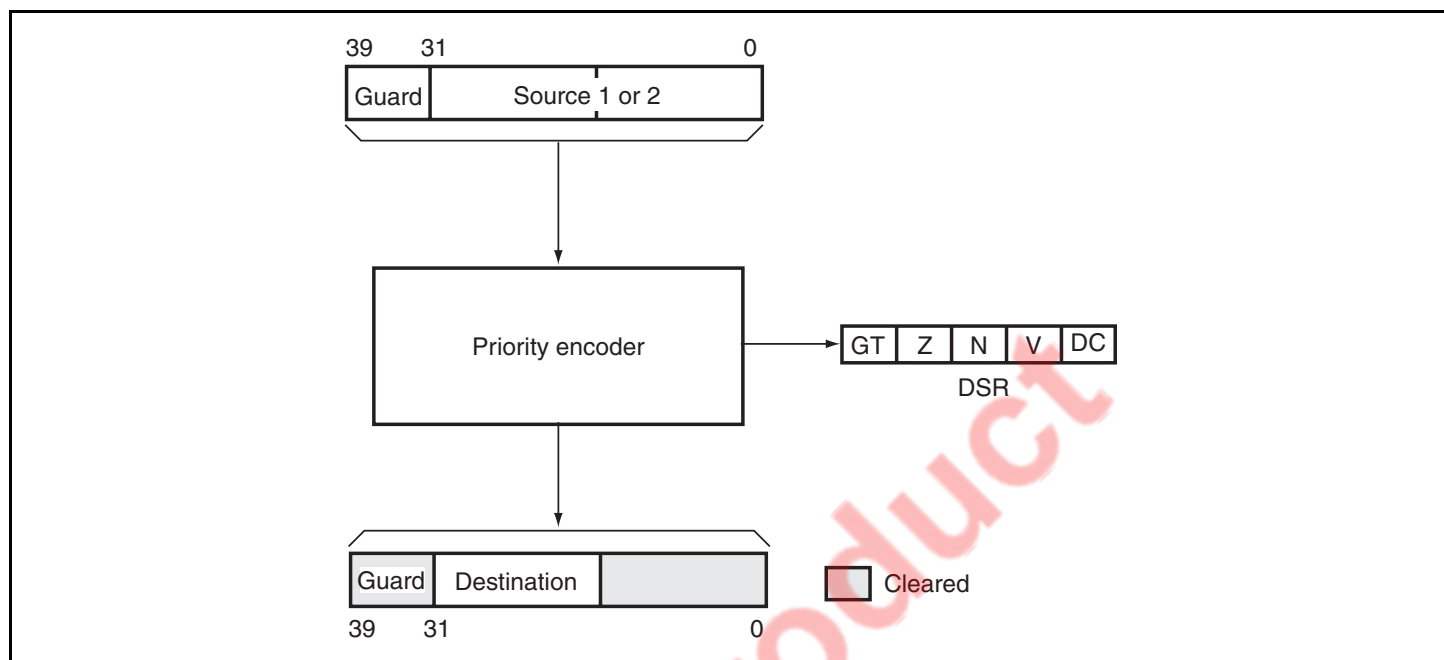 39 31 0
Guard Source 1 or 2
Priority encoder
GT Z N V DC
DSR
Guard Destination
Cleared
39 31 0
oduct